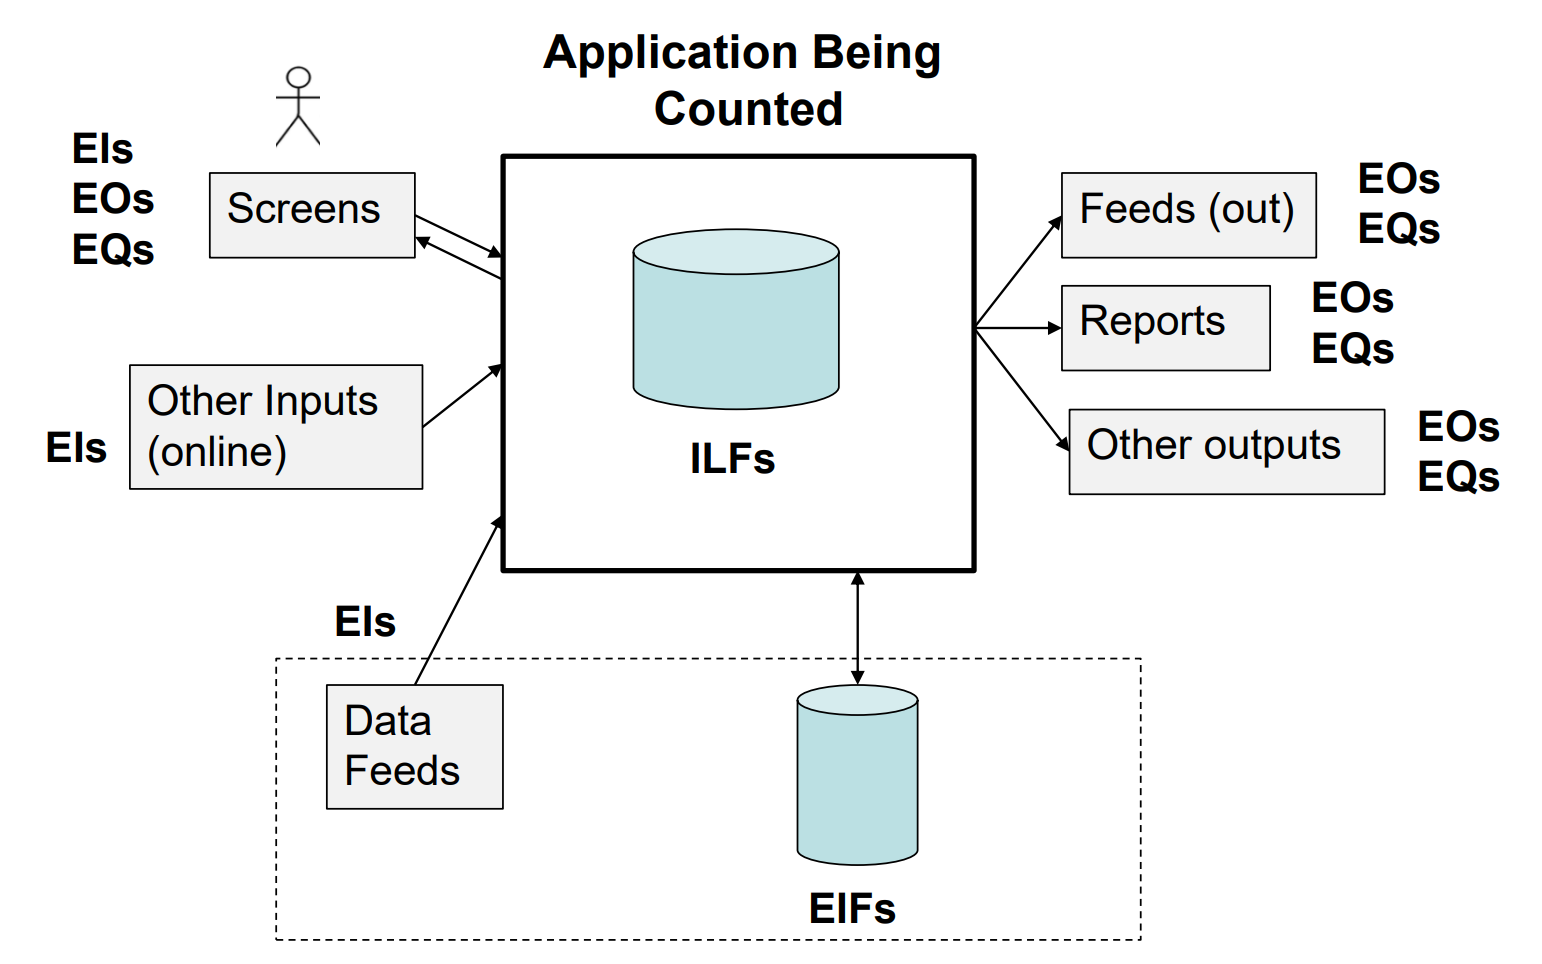 Application Being
Counted
EIs
EOs
EQs
Screens
Other Inputs
(online)
EIs
ILFs
Feeds (out)
EOs
EQs
Reports
EOs
EQs
Other outputs
EOs
EQs
EIs
Data
Feeds
EIFs